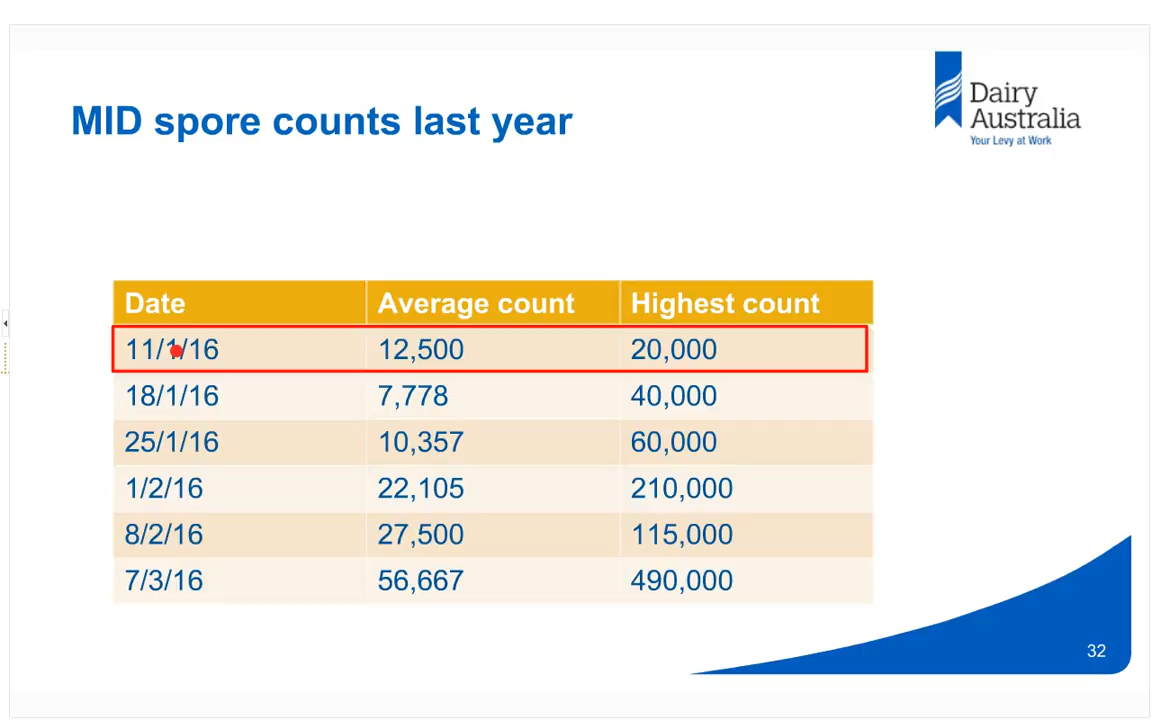 Dairy
Australia
Your Levy at Work
MID spore counts last year
Date Average count Highest count
11/1/16 12,500 20,000
18/1/16 7,778 40,000
25/1/16 10,357 60,000
1/2/16 22,105 210,000
8/2/16 27,500 115,000
7/3/16 56,667 490,000
32